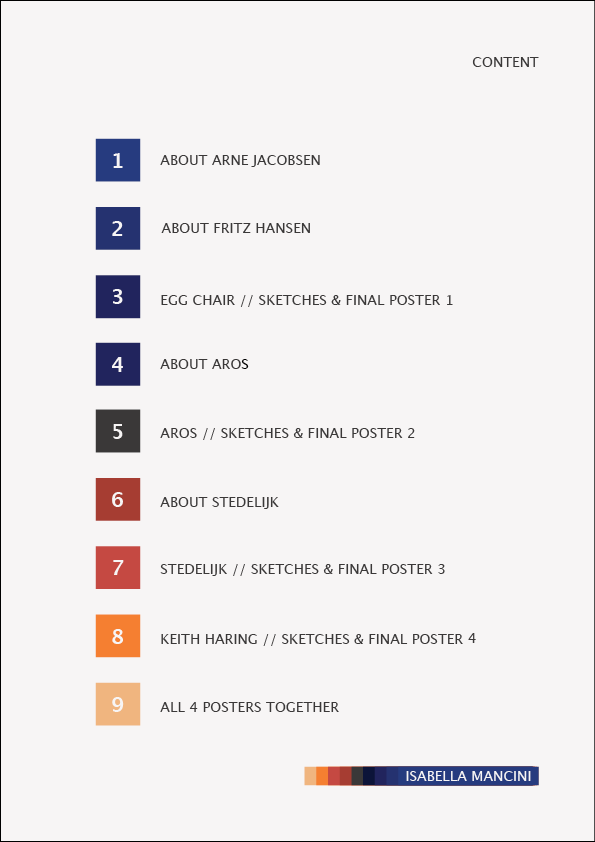 CONTENT
1 ABOUT ARNE JACOBSEN
2 ABOUT FRITZ HANSEN
3 EGG CHAIR // SKETCHES & FINAL POSTER 1
4 ABOUT AROS
5 AROS // SKETCHES & FINAL POSTER 2
6 ABOUT STEDELIJK
7 STEDELIJK // SKETCHES & FINAL POSTER 3
8 KEITH HARING // SKETCHES & FINAL POSTER 4
9 ALL 4 POSTERS TOGETHER
ISABELLA MANCINI